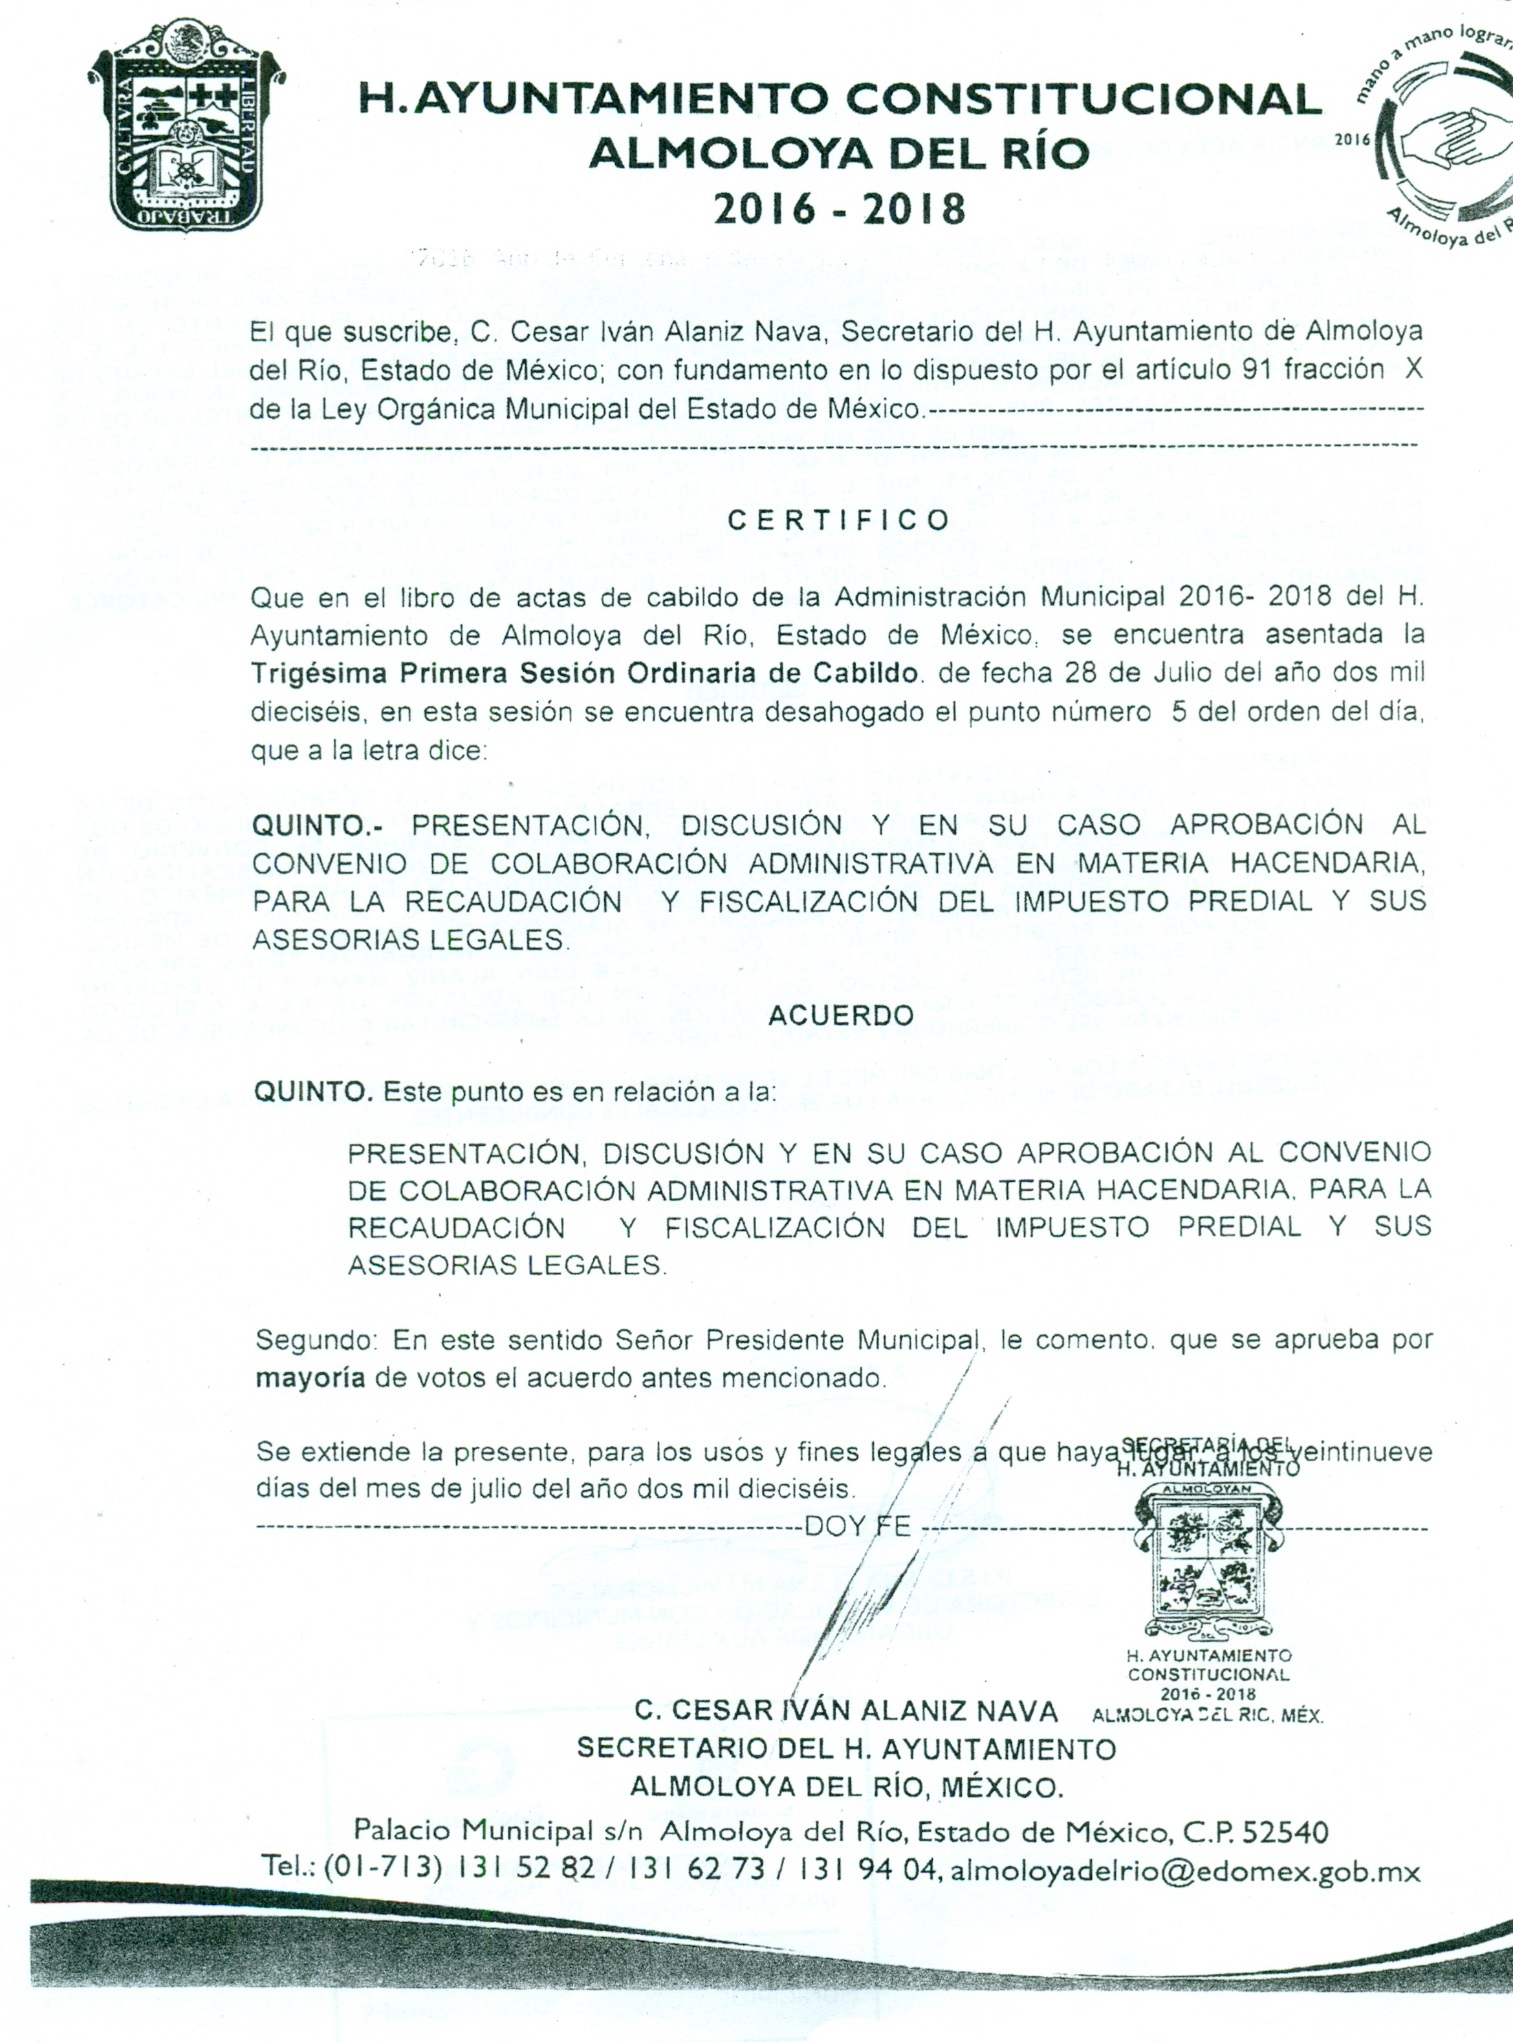 CULTURA
LIBERTAD
TRABAJO
H. AYUNTAMIENTO CONSTITUCIONAL
ALMOLOYA DEL RÍO
2016 - 2018
mano a mano
2016
Almoloya del
El que suscribe, C. Cesar Iván Alaniz Nava, Secretario del H. Ayuntamiento de Almoloya
del Río, Estado de México; con fundamento en lo dispuesto por el artículo 91 fracción X
de la Ley Orgánica Municipal del Estado de México.--------------------------------------------------
------------------------------------------------------------------------------------------------------------------------
C E R T I F I C O
Que en el libro de actas de cabildo de la Administración Municipal 2016- 2018 del H.
Ayuntamiento de Almoloya del Río, Estado de México, se encuentra asentada la
Trigésima Primera Sesión Ordinaria de Cabildo. de fecha 28 de Julio del año dos mil
dieciséis, en esta sesión se encuentra desahogado el punto número 5 del orden del día,
que a la letra dice:
QUINTO.- PRESENTACIÓN, DISCUSIÓN Y EN SU CASO APROBACIÓN AL
CONVENIO DE COLABORACIÓN ADMINISTRATIVA EN MATERIA HACENDARIA,
PARA LA RECAUDACIÓN Y FISCALIZACIÓN DEL IMPUESTO PREDIAL Y SUS
ASESORIAS LEGALES.
ACUERDO
QUINTO. Este punto es en relación a la:
PRESENTACIÓN, DISCUSIÓN Y EN SU CASO APROBACIÓN AL CONVENIO
DE COLABORACIÓN ADMINISTRATIVA EN MATERIA HACENDARIA, PARA LA
RECAUDACIÓN Y FISCALIZACIÓN DEL IMPUESTO PREDIAL Y SUS
ASESORIAS LEGALES.
Segundo: En este sentido Señor Presidente Municipal, le comento, que se aprueba por
mayoría de votos el acuerdo antes mencionado.
Se extiende la presente, para los usos y fines legales a que haya lugar, a los veintinueve
días del mes de julio del año dos mil dieciséis.
--------------------------------------------------------DOY FE ----------------------------------------------------
SECRETARÍA DEL
H. AYUNTAMIENTO
ALMOLOYAN
H. AYUNTAMIENTO
CONSTITUCIONAL
2016 - 2018
ALMOLOYA DEL RIO, MÉX.
C. CESAR IVÁN ALANIZ NAVA
SECRETARIO DEL H. AYUNTAMIENTO
ALMOLOYA DEL RÍO, MÉXICO.
Palacio Municipal s/n Almoloya del Río, Estado de México, C.P. 52540
Tel.: (01-713) 131 52 82 / 131 62 73 / 131 94 04, almoloyadelrio@edomex.gob.mx